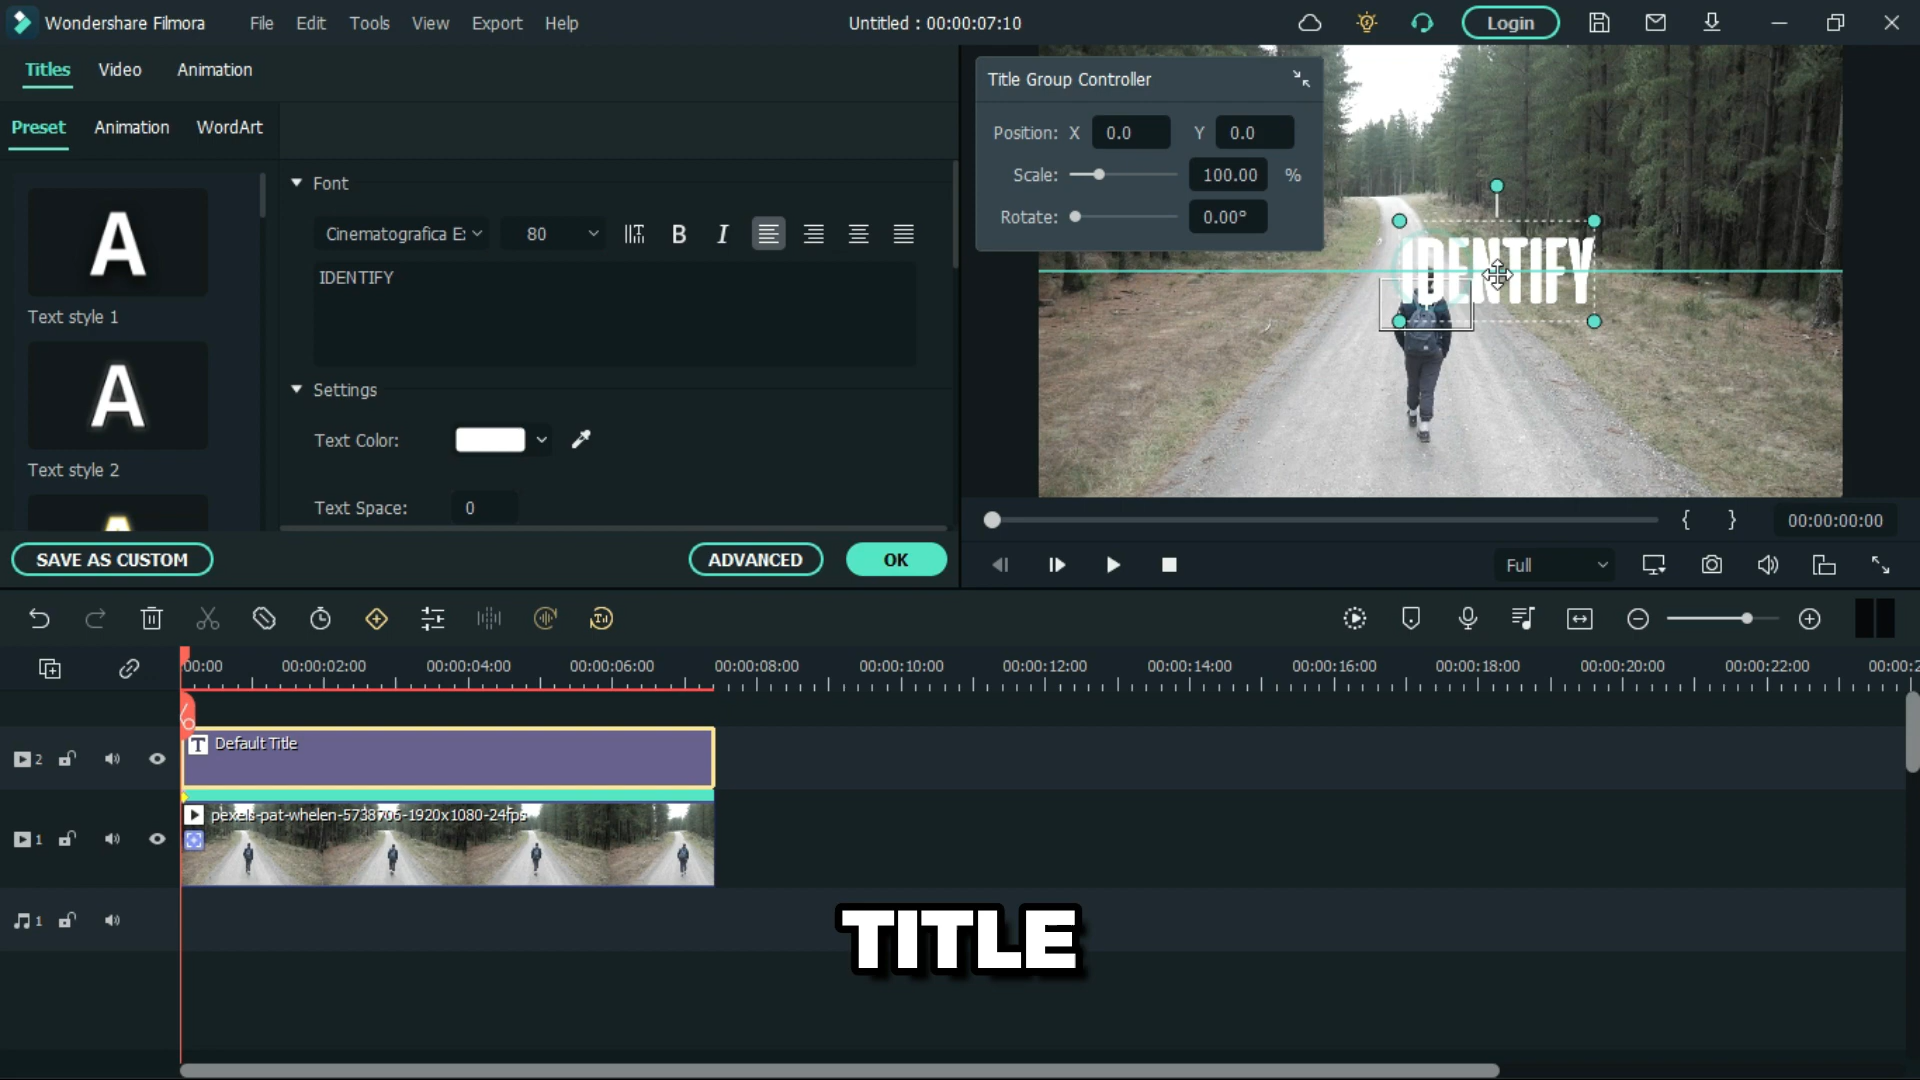 Wondershare Filmora File Edit Tools View Export Help Untitled : 00:00:07:10 Login
Titles Video Animation
Preset Animation WordArt
A
Text style 1
A
Text style 2
Font
Cinematografica E 80 B I
IDENTIFY
Settings
Text Color:
Text Space: 0
SAVE AS CUSTOM ADVANCED OK
Title Group Controller
Position: X 0.0 Y 0.0
Scale: 100.00 %
Rotate: 0.00°
IDENTIFY
{ } 00:00:00:00
Full
00:00 00:00:02:00 00:00:04:00 00:00:06:00 00:00:08:00 00:00:10:00 00:00:12:00 00:00:14:00 00:00:16:00 00:00:18:00 00:00:20:00 00:00:22:00 00:00:2
2 T Default Title
1 pexels-pat-whelen-5738706-1920x1080-24fps
1
TITLE